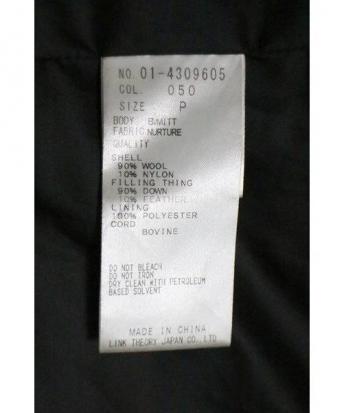 NO. 01-4309605
COL. 050
SIZE P
BODY BMMITT
FABRIC NURTURE
QUALITY
SHELL
90% WOOL
10% NYLON
FILLING THING
90% DOWN
10% FEATHER
LINING
100% POLYESTER
CORD
BOVINE
DO NOT BLEACH
DO NOT IRON
DRY CLEAN WITH PETROLEUM
BASED SOLVENT
MADE IN CHINA
LINK THEORY JAPAN CO., LTD